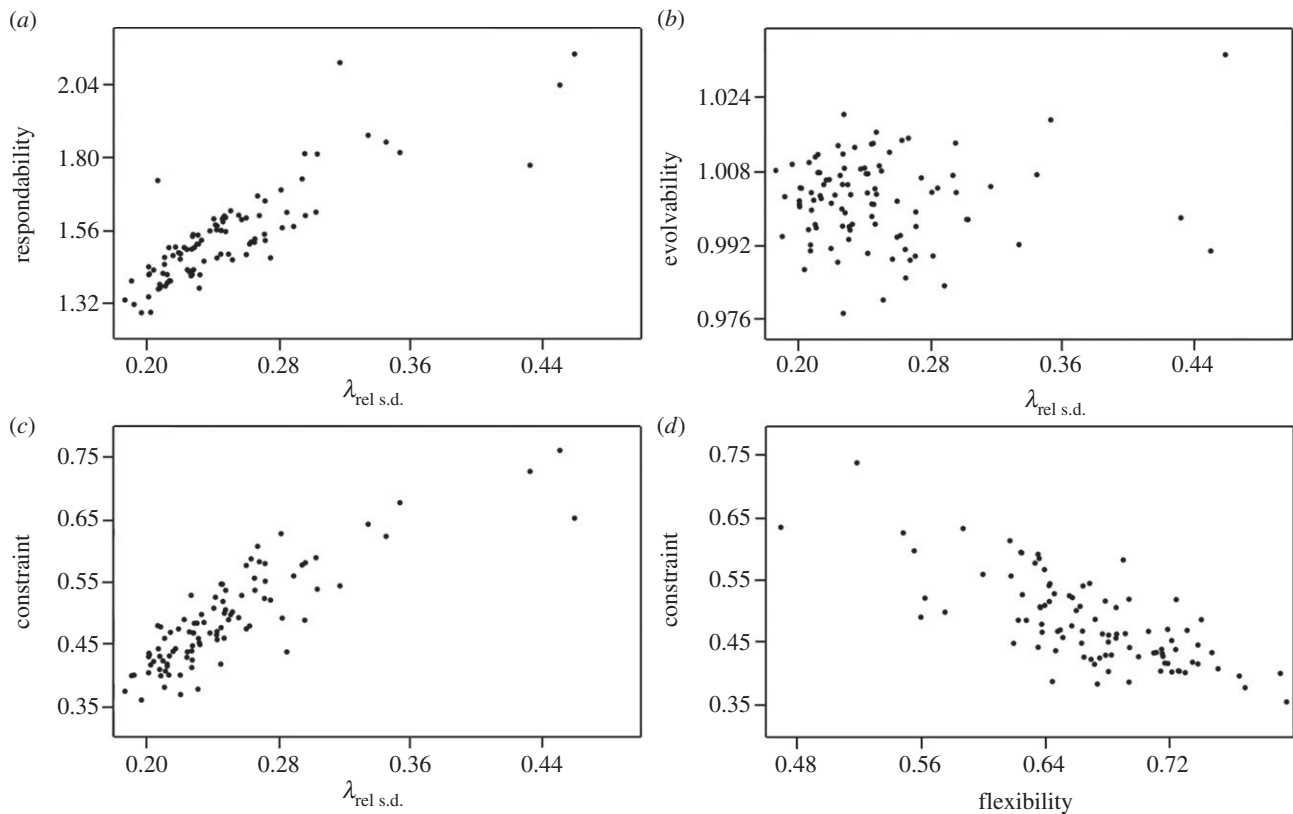 (a)
2.04
1.80
1.56
1.32
respondability
0.20 0.28 0.36 0.44
λrel s.d.
(b)
1.024
1.008
0.992
0.976
evolvability
0.20 0.28 0.36 0.44
λrel s.d.
(c)
0.75
0.65
0.55
0.45
0.35
constraint
0.20 0.28 0.36 0.44
λrel s.d.
(d)
0.75
0.65
0.55
0.45
0.35
constraint
0.48 0.56 0.64 0.72
flexibility